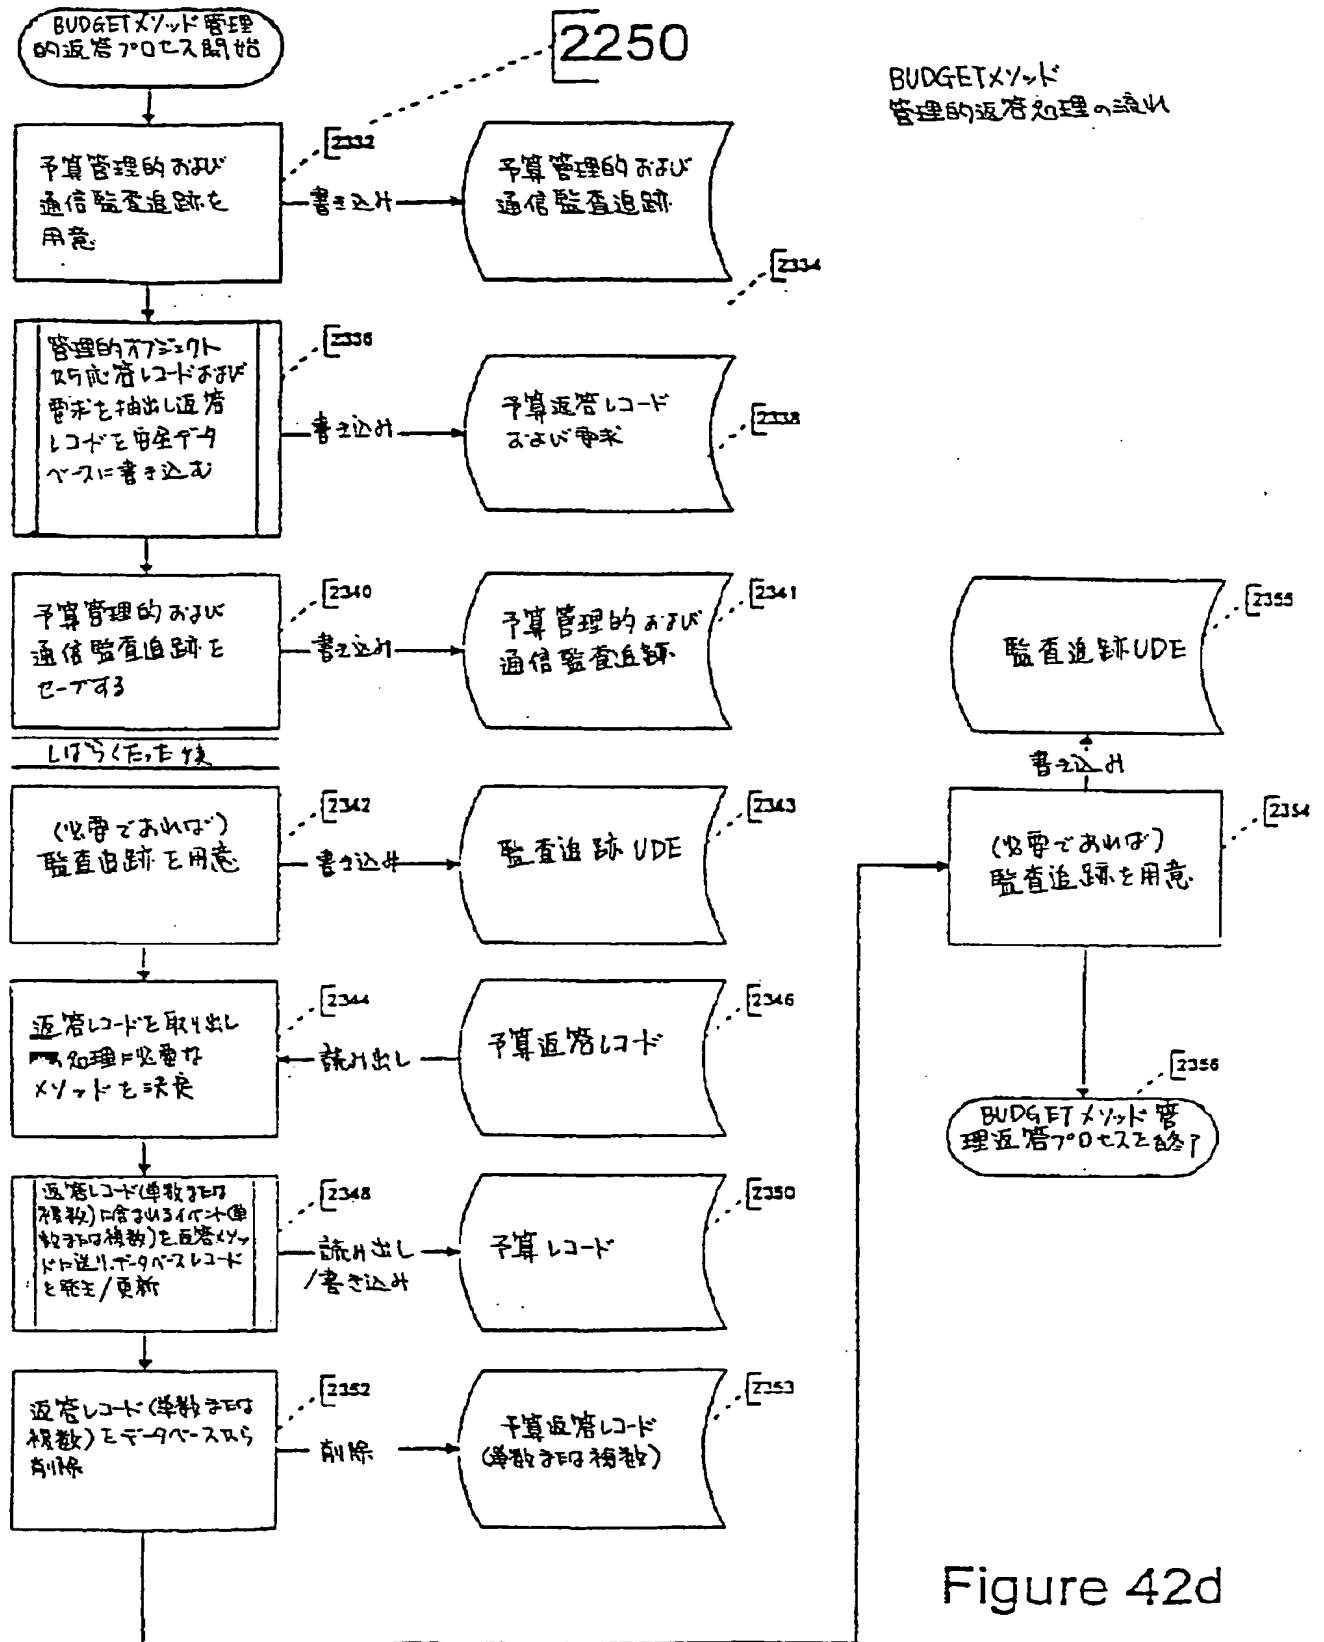 BUDGETメソッド管理
的返答プロセス開始
2250
BUDGETメソッド
管理的返答処理の流れ
予算管理的および
通信監査追跡を
用意
2332
書き込み
予算管理的および
通信監査追跡
2334
管理的オブジェクト
から応答レコードおよび
要求を抽出し返答
レコードを安全データ
ベースに書き込む
2336
書き込み
予算返答レコード
および要求
2338
予算管理的および
通信監査追跡を
セーブする
2340
書き込み
予算管理的および
通信監査追跡
2341
しばらくたった後
(必要であれば)
監査追跡を用意
2342
書き込み
監査追跡 UDE
2343
返答レコードを取り出し
処理に必要な
メソッドを決定
2344
読み出し
予算返答レコード
2346
返答レコード(単数または
複数)に含まれるイベント(単
数または複数)を返答メソッ
ドに送り、データベースレコード
を発生/更新
2348
読み出し
/書き込み
予算レコード
2350
返答レコード(単数または
複数)をデータベースから
削除
2352
削除
予算返答レコード
(単数または複数)
2353
監査追跡UDE
2355
書き込み
(必要であれば)
監査追跡を用意
2354
2356
BUDGETメソッド管
理返答プロセスを終了
Figure 42d